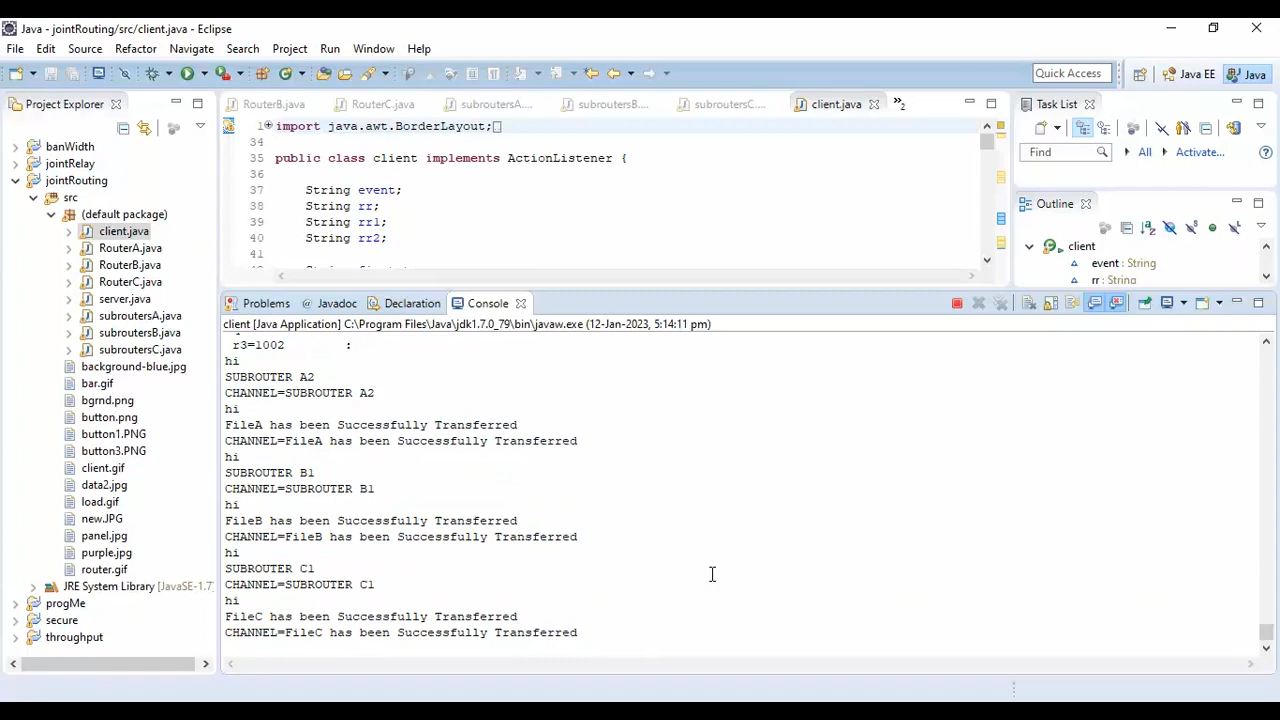 Java - jointRouting/src/client.java - Eclipse
File Edit Source Refactor Navigate Search Project Run Window Help
Quick Access
Java EE
Java
Project Explorer
RouterB.java
RouterC.java
subroutersA....
subroutersB....
subroutersC....
client.java
»2
Task List
banWidth
jointRelay
jointRouting
src
(default package)
client.java
RouterA.java
RouterB.java
RouterC.java
server.java
subroutersA.java
subroutersB.java
subroutersC.java
background-blue.jpg
bar.gif
bgrnd.png
button.png
button1.PNG
button3.PNG
client.gif
data2.jpg
load.gif
new.JPG
panel.jpg
purple.jpg
router.gif
JRE System Library [JavaSE-1.7]
progMe
secure
throughput
1 import java.awt.BorderLayout;
34
35 public class client implements ActionListener {
36
37 String event;
38 String rr;
39 String rr1;
40 String rr2;
41
Find
All
Activate...
Outline
client
event : String
rr : String
Problems
@ Javadoc
Declaration
Console
client [Java Application] C:\Program Files\Java\jdk1.7.0_79\bin\javaw.exe (12-Jan-2023, 5:14:11 pm)
r3=1002 :
hi
SUBROUTER A2
CHANNEL=SUBROUTER A2
hi
FileA has been Successfully Transferred
CHANNEL=FileA has been Successfully Transferred
hi
SUBROUTER B1
CHANNEL=SUBROUTER B1
hi
FileB has been Successfully Transferred
CHANNEL=FileB has been Successfully Transferred
hi
SUBROUTER C1
CHANNEL=SUBROUTER C1
hi
FileC has been Successfully Transferred
CHANNEL=FileC has been Successfully Transferred